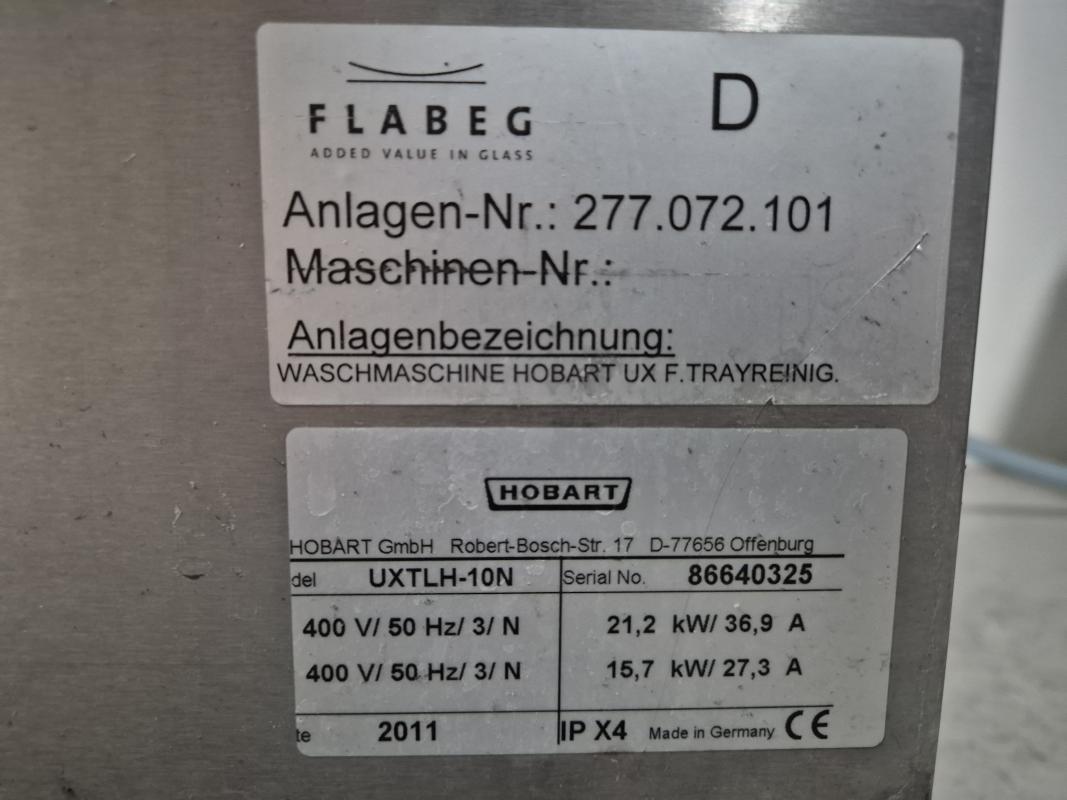 FLABEG
ADDED VALUE IN GLASS
D
Anlagen-Nr.: 277.072.101
Maschinen-Nr.:
Anlagenbezeichnung:
WASCHMASCHINE HOBART UX F.TRAYREINIG.
HOBART
HOBART GmbH Robert-Bosch-Str. 17 D-77656 Offenburg
del UXTLH-10N Serial No. 86640325
400 V/ 50 Hz/ 3/ N 21,2 kW/ 36,9 A
400 V/ 50 Hz/ 3/ N 15,7 kW/ 27,3 A
te 2011 IP X4 Made in Germany CE